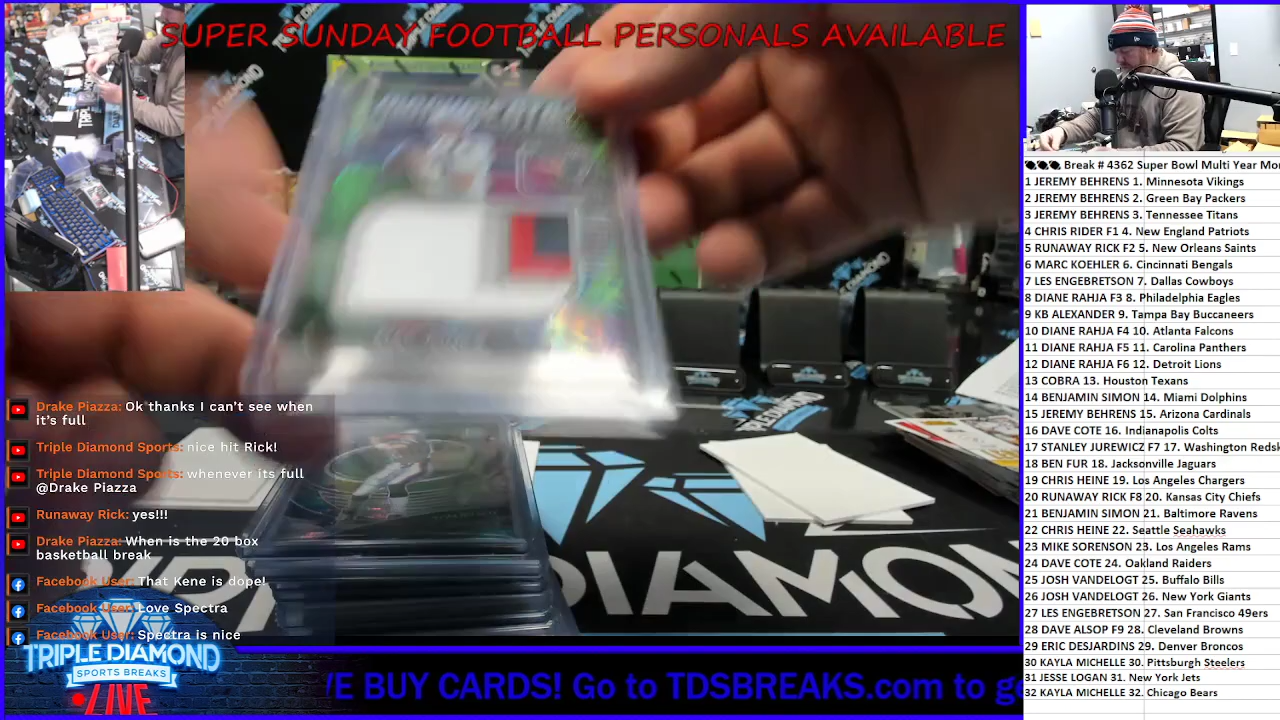 SUPER SUNDAY FOOTBALL PERSONALS AVAILABLE
Drake Piazza: Ok thanks I can't see when
it's full
Triple Diamond Sports: nice hit Rick!
Triple Diamond Sports: whenever its full
@Drake Piazza
Runaway Rick: yes!!!
Drake Piazza: When is the 20 box
basketball break
Facebook User: That Kene is dope!
Facebook User: Love Spectra
Facebook User: Spectra is nice
TRIPLE DIAMOND
SPORTS BREAKS
LIVE
DIAMON
E BUY CARDS! Go to TDSBREAKS.com to g
Break # 4362 Super Bowl Multi Year Mo
1 JEREMY BEHRENS 1. Minnesota Vikings
2 JEREMY BEHRENS 2. Green Bay Packers
3 JEREMY BEHRENS 3. Tennessee Titans
4 CHRIS RIDER F1 4. New England Patriots
5 RUNAWAY RICK F2 5. New Orleans Saints
6 MARC KOEHLER 6. Cincinnati Bengals
7 LES ENGEBRETSON 7. Dallas Cowboys
8 DIANE RAHJA F3 8. Philadelphia Eagles
9 KB ALEXANDER 9. Tampa Bay Buccaneers
10 DIANE RAHJA F4 10. Atlanta Falcons
11 DIANE RAHJA F5 11. Carolina Panthers
12 DIANE RAHJA F6 12. Detroit Lions
13 COBRA 13. Houston Texans
14 BENJAMIN SIMON 14. Miami Dolphins
15 JEREMY BEHRENS 15. Arizona Cardinals
16 DAVE COTE 16. Indianapolis Colts
17 STANLEY JUREWICZ F7 17. Washington Redsk
18 BEN FUR 18. Jacksonville Jaguars
19 CHRIS HEINE 19. Los Angeles Chargers
20 RUNAWAY RICK F8 20. Kansas City Chiefs
21 BENJAMIN SIMON 21. Baltimore Ravens
22 CHRIS HEINE 22. Seattle Seahawks
23 MIKE SORENSON 23. Los Angeles Rams
24 DAVE COTE 24. Oakland Raiders
25 JOSH VANDELOGT 25. Buffalo Bills
26 JOSH VANDELOGT 26. New York Giants
27 LES ENGEBRETSON 27. San Francisco 49ers
28 DAVE ALSOP F9 28. Cleveland Browns
29 JESSE LOGAN F10 29. Denver Broncos
30 KAYLA MICHELLE 30. Pittsburgh Steelers
31 JESSE LOGAN 31. New York Jets
32 KAYLA MICHELLE 32. Chicago Bears